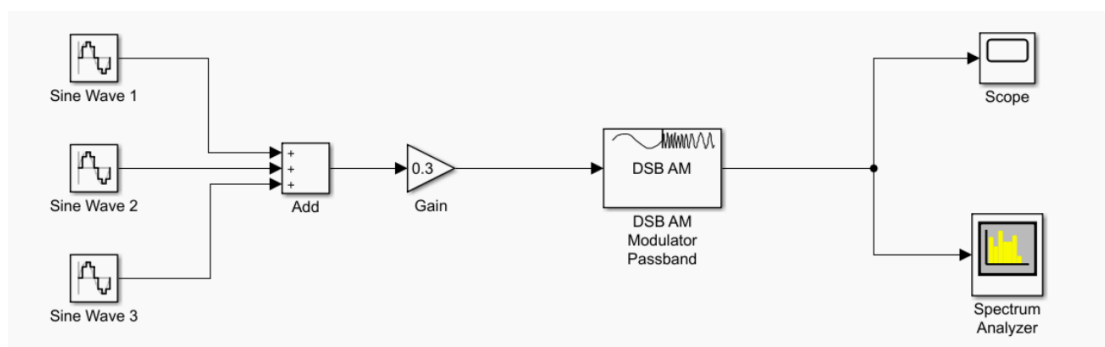 Sine Wave 1
Sine Wave 2
Sine Wave 3
+
+
+
Add
0.3
Gain
DSB AM
DSB AM
Modulator
Passband
Scope
Spectrum
Analyzer